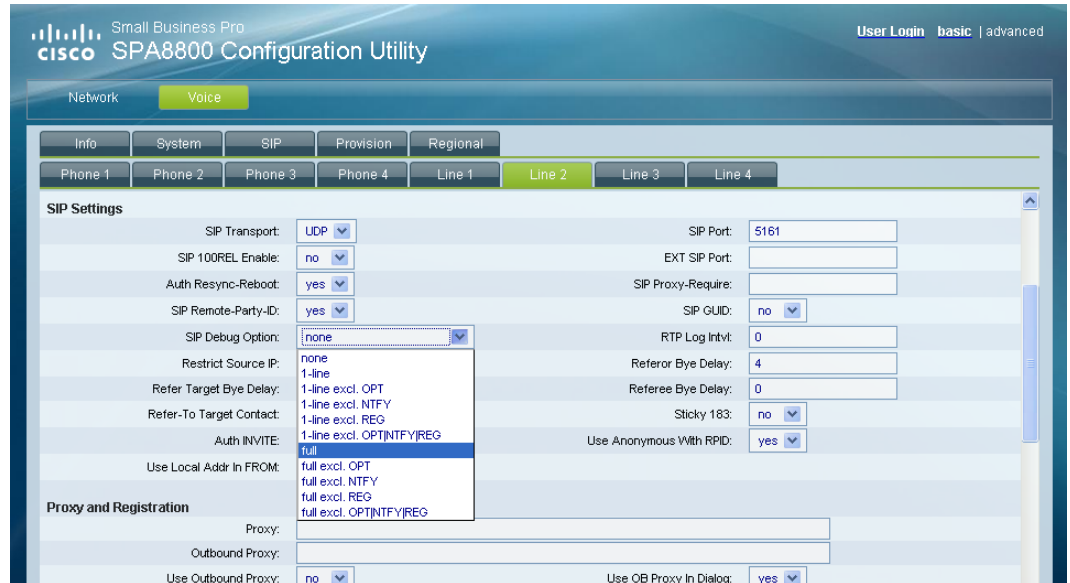 Small Business Pro
cisco SPA8800 Configuration Utility
User Login basic | advanced
Network Voice
Info System SIP Provision Regional
Phone 1 Phone 2 Phone 3 Phone 4 Line 1 Line 2 Line 3 Line 4
SIP Settings
SIP Transport: UDP SIP Port: 5161
SIP 100REL Enable: no EXT SIP Port:
Auth Resync-Reboot: yes SIP Proxy-Require:
SIP Remote-Party-ID: yes SIP GUID: no
SIP Debug Option: none RTP Log Intvl: 0
Restrict Source IP: Referor Bye Delay: 4
Refer Target Bye Delay: Referee Bye Delay: 0
Refer-To Target Contact: Sticky 183: no
Auth INVITE: Use Anonymous With RPID: yes
Use Local Addr In FROM:
none
1-line
1-line excl. OPT
1-line excl. NTFY
1-line excl. REG
1-line excl. OPT|NTFY|REG
full
full excl. OPT
full excl. NTFY
full excl. REG
full excl. OPT|NTFY|REG
Proxy and Registration
Proxy:
Outbound Proxy:
Use Outbound Proxy: no Use OB Proxy In Dialog: yes